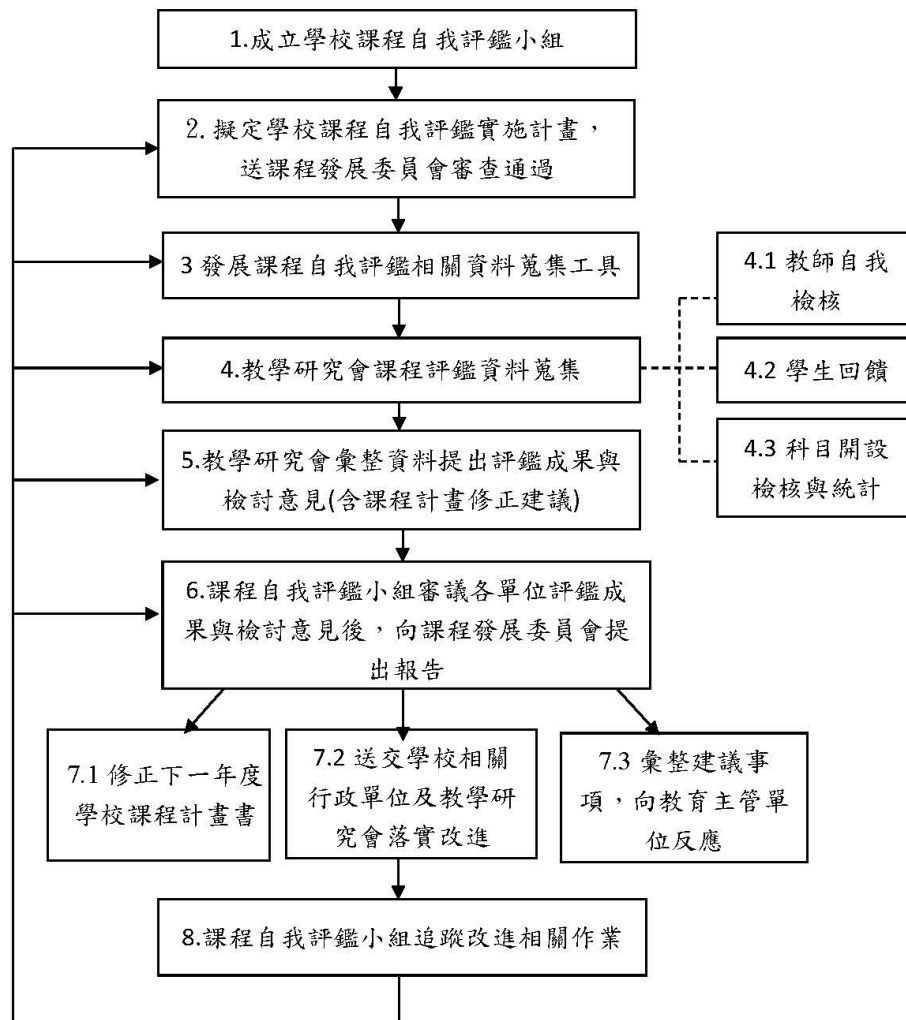 1.成立學校課程自我評鑑小組
2. 擬定學校課程自我評鑑實施計畫，
送課程發展委員會審查通過
3 發展課程自我評鑑相關資料蒐集工具
4.教學研究會課程評鑑資料蒐集
4.1 教師自我
檢核
4.2 學生回饋
4.3 科目開設
檢核與統計
5.教學研究會彙整資料提出評鑑成果與
檢討意見(含課程計畫修正建議)
6.課程自我評鑑小組審議各單位評鑑成
果與檢討意見後，向課程發展委員會提
出報告
7.1 修正下一年度
學校課程計畫書
7.2 送交學校相關
行政單位及教學研
究會落實改進
7.3 彙整建議事
項，向教育主管單
位反應
8.課程自我評鑑小組追蹤改進相關作業